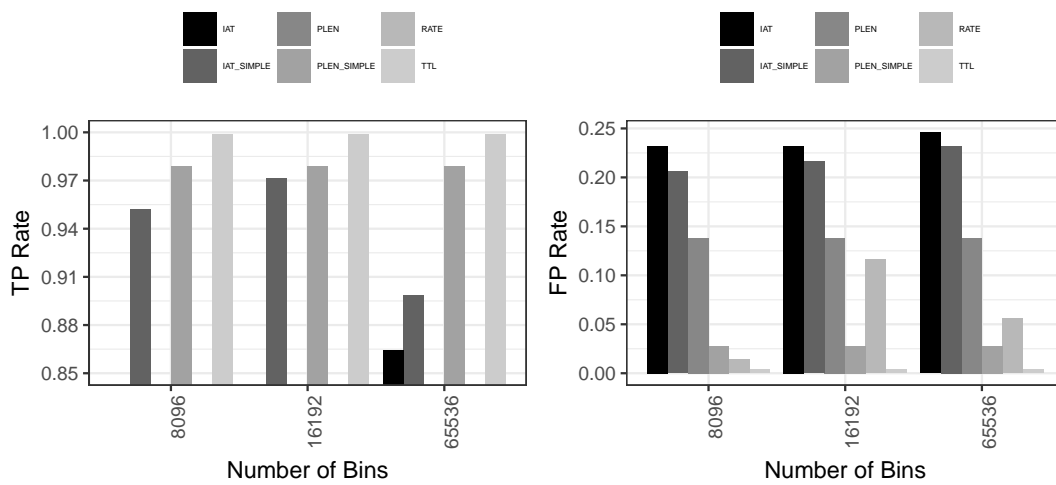 IAT PLEN RATE
IAT_SIMPLE PLEN_SIMPLE TTL
1.00
0.97
0.94
0.91
0.88
0.85
TP Rate
8096
16192
65536
Number of Bins
IAT PLEN RATE
IAT_SIMPLE PLEN_SIMPLE TTL
0.25
0.20
0.15
0.10
0.05
0.00
FP Rate
8096
16192
65536
Number of Bins